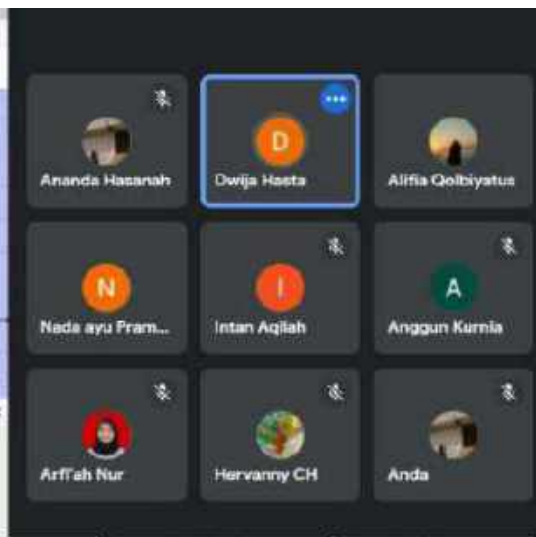 Ananda Hasanah
D
Dwija Hasta
Alifia Qolbiyatus
N
Nada ayu Pram...
I
Intan Aqilah
A
Anggun Kurnia
Arfi'ah Nur
Hervanny CH
Anda